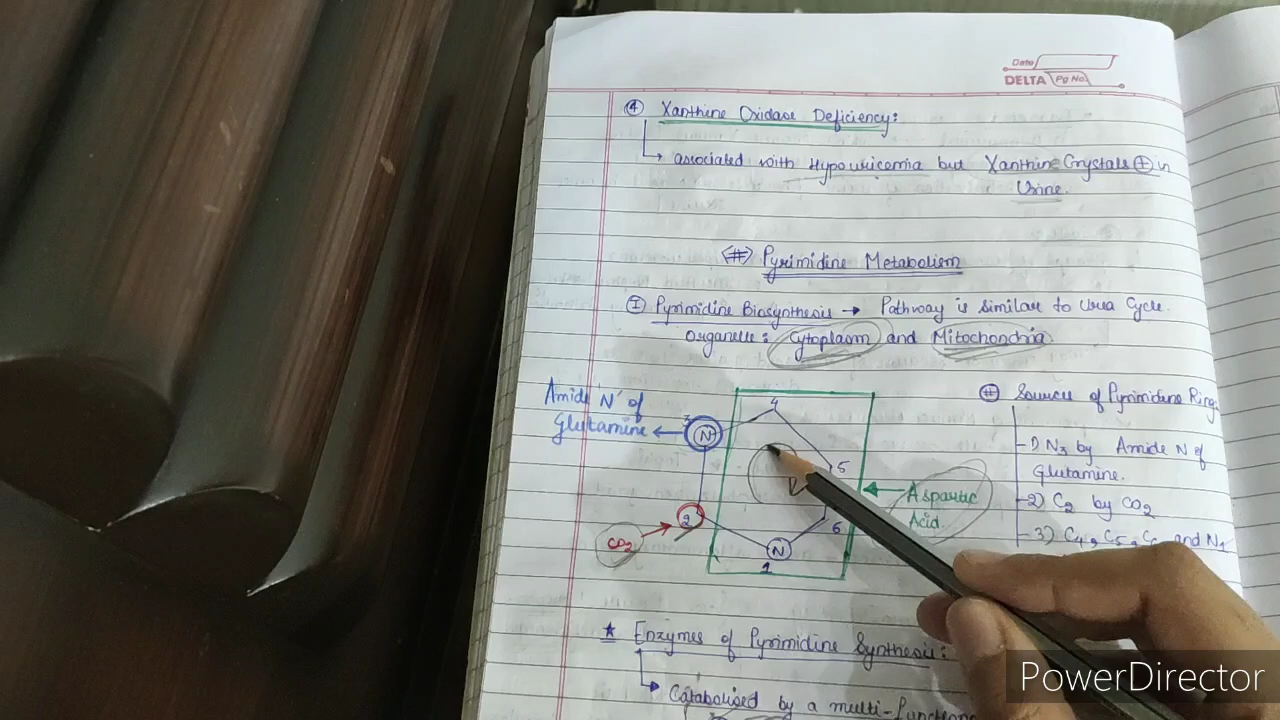 Date
DELTA Pg No.
④ Xanthine Oxidase Deficiency:
→ associated with Hypouricemia but Xanthine Crystals ⊕ in
Urine.
(#) Pyrimidine Metabolism
Ⓘ Pyrimidine Biosynthesis → Pathway is similar to Urea Cycle.
Organelle: Cytoplasm and Mitochondria
Amide 'N' of
Glutamine
3
N
4
5
6
N
1
2
CO₂
Aspartic
Acid
# Sources of Pyrimidine Ring:
1) N₃ by Amide N of
Glutamine.
2) C₂ by CO₂
3) C₄, C₅, C₆ and N₁
★ Enzymes of Pyrimidine Synthesis:
Catabolised by a multi-functional
PowerDirector